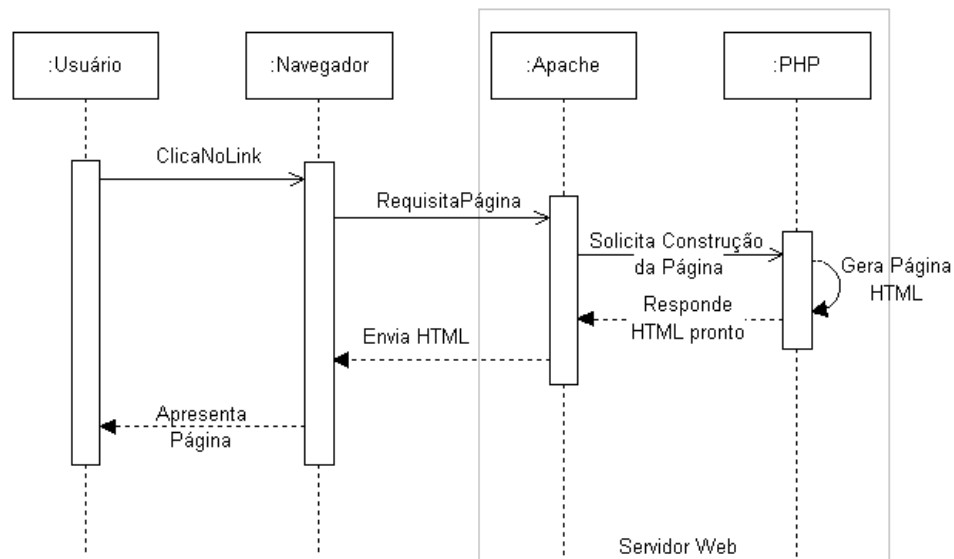 :Usuário
:Navegador
:Apache
:PHP
ClicaNoLink
RequisitaPágina
Solicita Construção
da Página
Gera Página
HTML
Responde
HTML pronto
Envia HTML
Apresenta
Página
Servidor Web